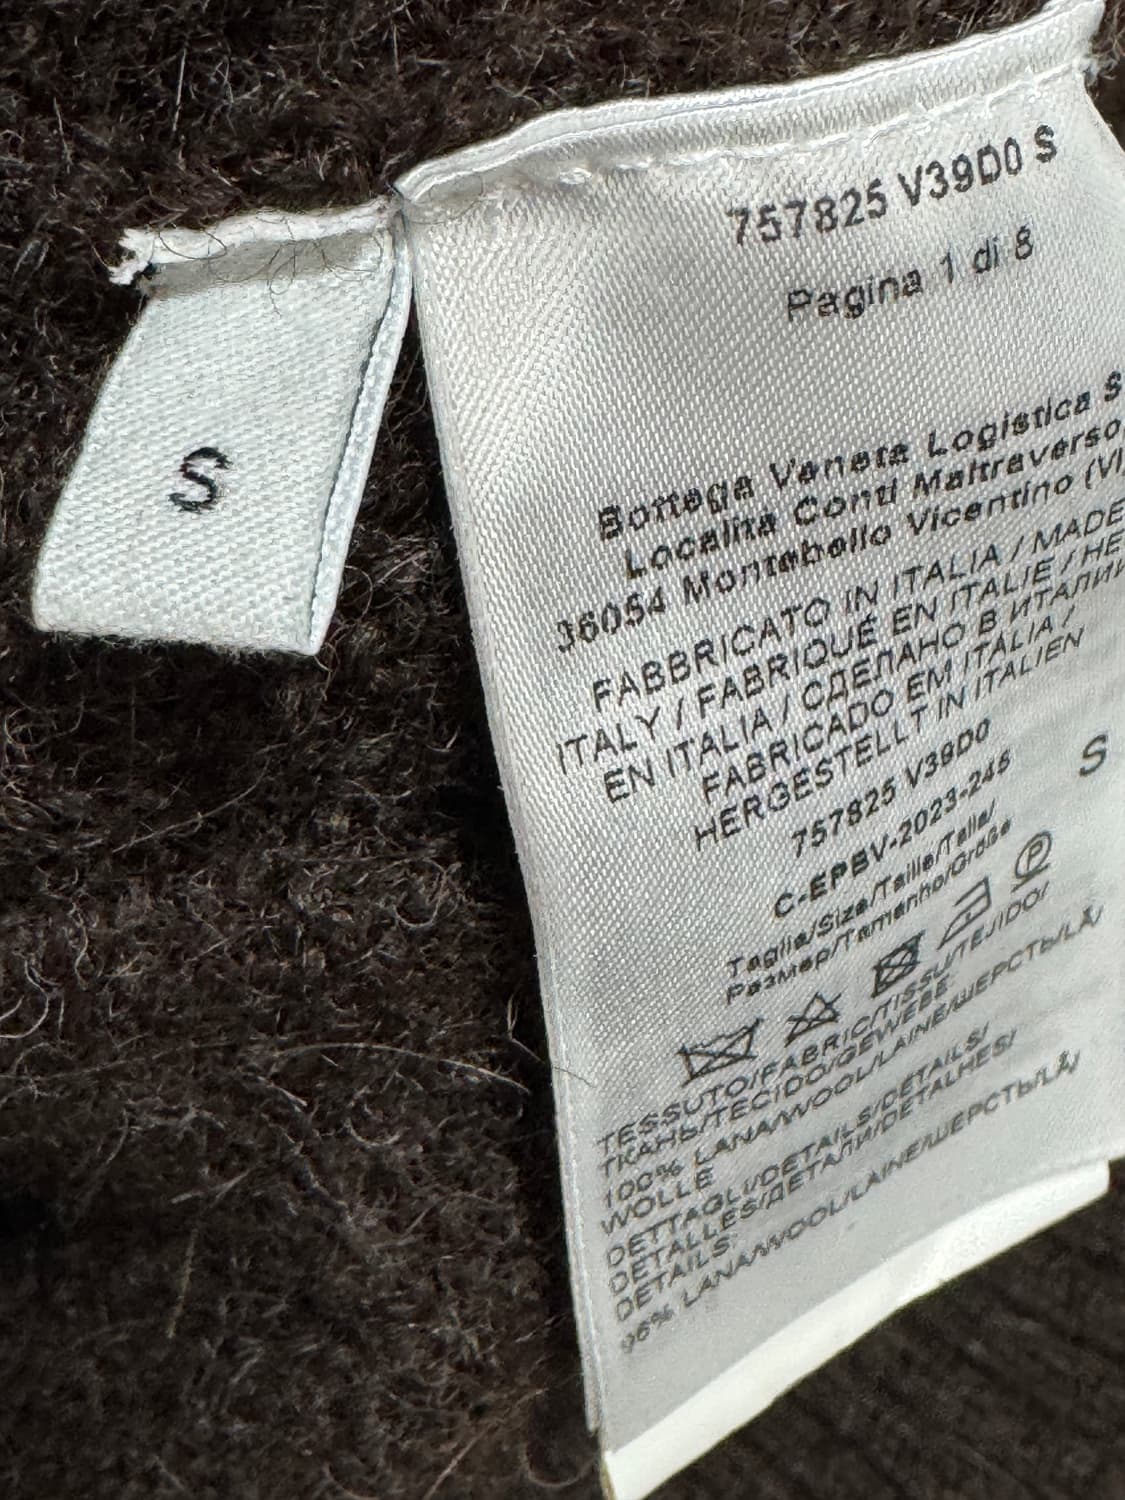 S
757825 V39D0 S
Pagina 1 di 8
Bottega Veneta Logistica S
Localita Conti Maltraverso,
36054 Montebello Vicentino (VI
FABBRICATO IN ITALIA / MADE
ITALY / FABRIQUÉ EN ITALIE / HE
EN ITALIA / СДЕЛАНО В ИТАЛИИ
FABRICADO EM ITALIA /
HERGESTELLT IN ITALIEN
757825 V39D0
C-EPBV-2023-245
Taglia/Size/Taille/Talla/
Размер/Tamanho/Größe
S
TESSUTO/FABRIC/TISSU/TEJIDO/
ТКАНЬ/TECIDO/GEWEBE
100% LANA/WOOL/LAINE/ШЕРСТЬ/LÃ/
WOLLE
DETTAGLI/DETAILS/DÉTAILS/
DETALLES/ДЕТАЛИ/DETALHES/
DETAILS:
96% LANA/WOOL/LAINE/ШЕРСТЬ/LÃ/